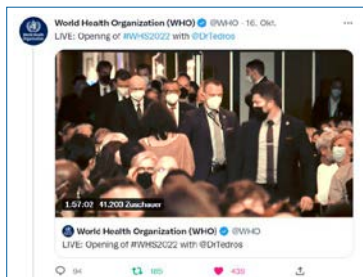 World Health Organization (WHO) @WHO · 16. Okt.
LIVE: Opening of #WHS2022 with @DrTedros
1:57:02 41.203 Zuschauer
World Health Organization (WHO) @WHO
LIVE: Opening of #WHS2022 with @DrTedros
94 185 439